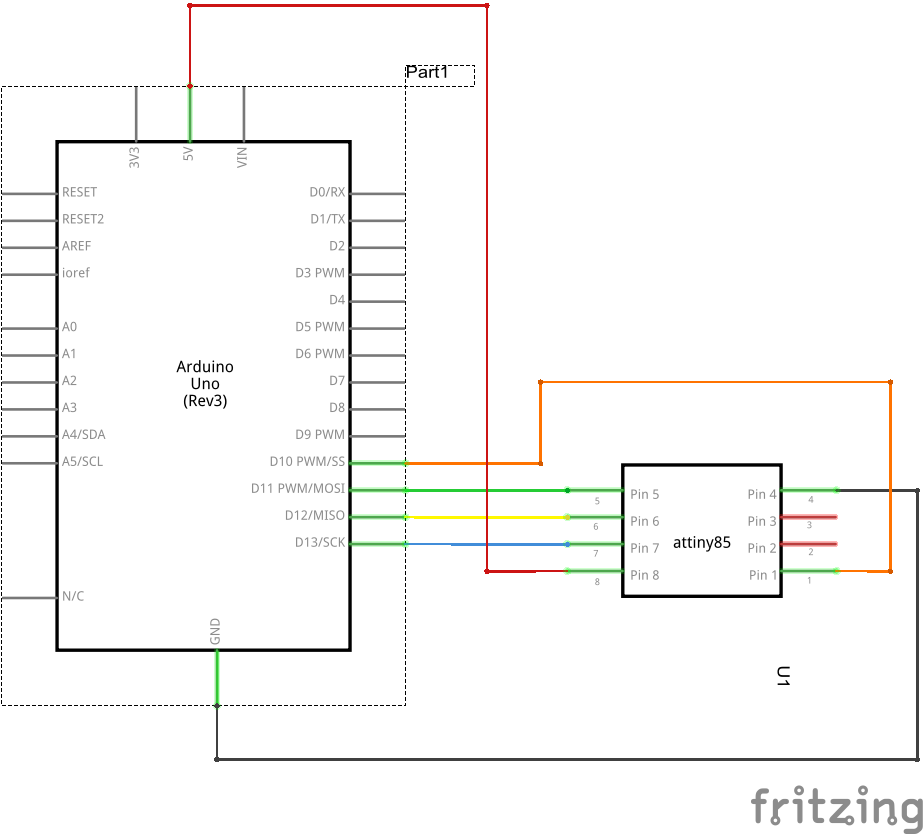 Part1
3V3
5V
VIN
RESET
RESET2
AREF
ioref
A0
A1
A2
A3
A4/SDA
A5/SCL
N/C
Arduino
Uno
(Rev3)
D0/RX
D1/TX
D2
D3 PWM
D4
D5 PWM
D6 PWM
D7
D8
D9 PWM
D10 PWM/SS
D11 PWM/MOSI
D12/MISO
D13/SCK
GND
5
6
7
8
Pin 5
Pin 6
Pin 7
Pin 8
attiny85
Pin 4
Pin 3
Pin 2
Pin 1
4
3
2
1
U1
fritzing